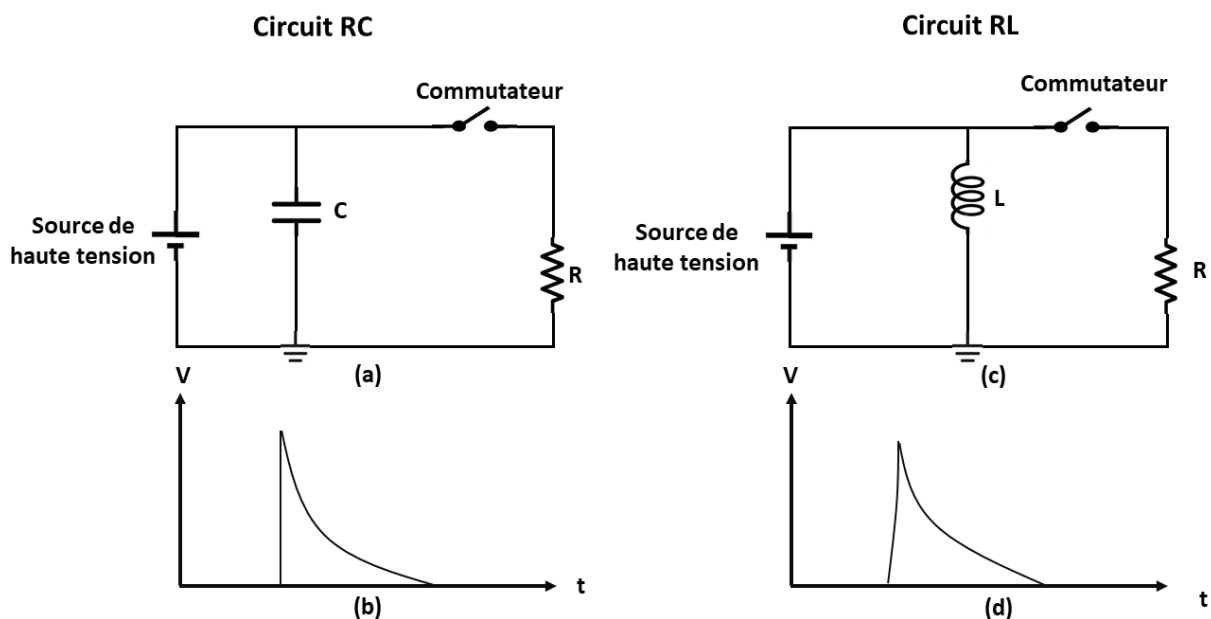 Circuit RC
Commutateur
Source de
haute tension
C
R
(a)
V
t
(b)
Circuit RL
Commutateur
Source de
haute tension
L
R
(c)
V
t
(d)